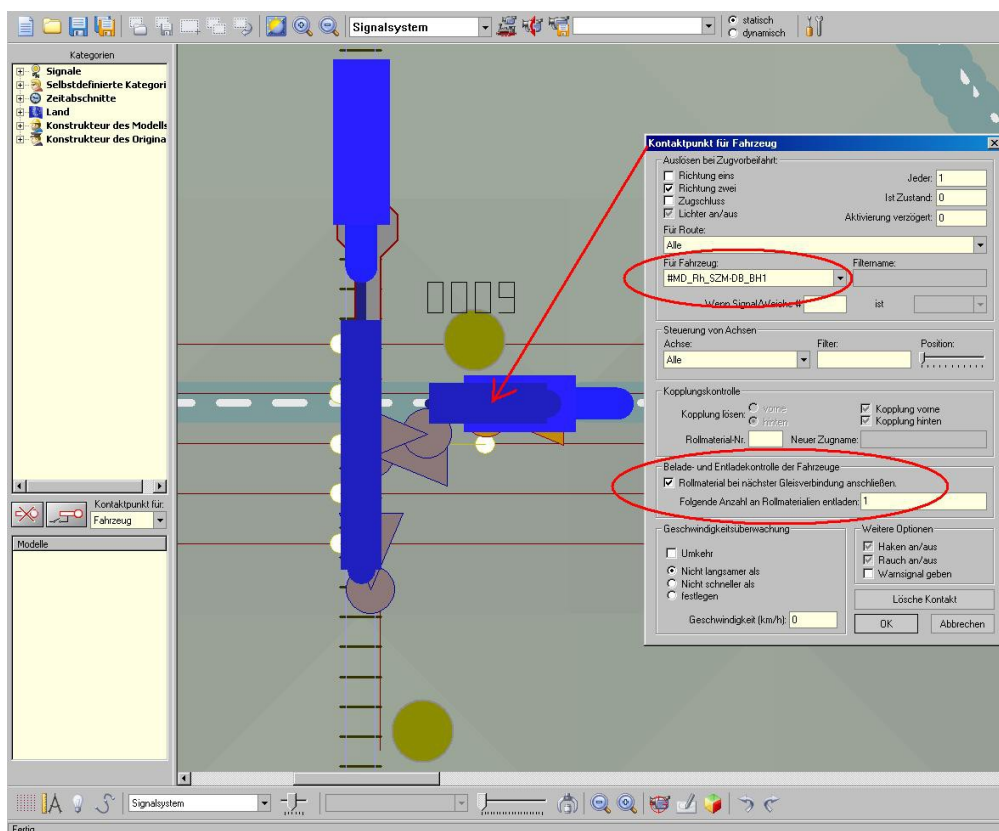 Signalsystem
statisch
dynamisch
Kategorien
Signale
Selbstdefinierte Kategori
Zeitabschnitte
Land
Konstrukteur des Modells
Konstrukteur des Origina
Kontaktpunkt für:
Fahrzeug
Modelle
0009
Kontaktpunkt für Fahrzeug
Auslösen bei Zugvorbeifahrt:
Richtung eins
Jeder: 1
Richtung zwei
Ist Zustand: 0
Zugschluss
Lichter an/aus
Aktivierung verzögert: 0
Für Route:
Alle
Für Fahrzeug:
Filtername:
#MD_Rh_SZM-DB_BH1
Wenn Signal/Weiche #
ist
Steuerung von Achsen
Achse:
Filter:
Position:
Alle
Kopplungskontrolle
Kopplung lösen:
vorne
hinten
Kopplung vorne
Kopplung hinten
Rollmaterial-Nr.
Neuer Zugname:
Belade- und Entladekontrolle der Fahrzeuge
Rollmaterial bei nächster Gleisverbindung anschließen.
Folgende Anzahl an Rollmaterialien entladen: 1
Geschwindigkeitsüberwachung
Weitere Optionen
Umkehr
Haken an/aus
Rauch an/aus
Warnsignal geben
Nicht langsamer als
Nicht schneller als
festlegen
Lösche Kontakt
Geschwindigkeit (km/h): 0
OK
Abbrechen
Signalsystem
Fertig